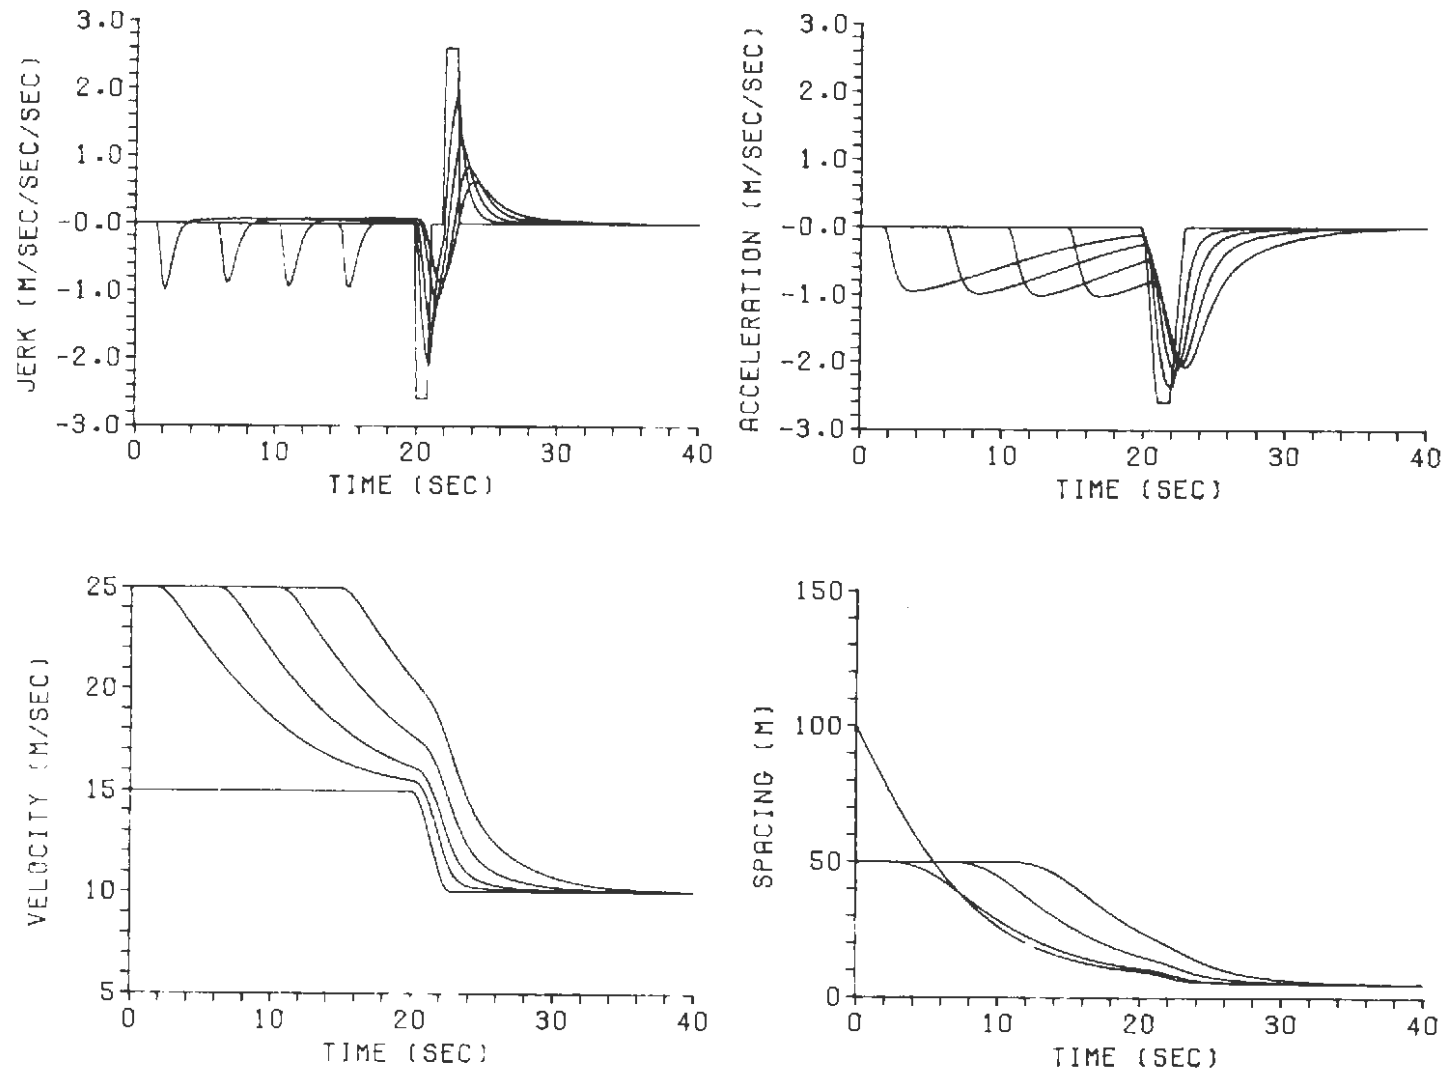 JERK (M/SEC/SEC/SEC)
3.0
2.0
1.0
-0.0
-1.0
-2.0
-3.0
0 10 20 30 40
TIME (SEC)
ACCELERATION (M/SEC/SEC)
3.0
2.0
1.0
-0.0
-1.0
-2.0
-3.0
0 10 20 30 40
TIME (SEC)
VELOCITY (M/SEC)
25
20
15
10
5
0 10 20 30 40
TIME (SEC)
SPACING (M)
150
100
50
0
0 10 20 30 40
TIME (SEC)